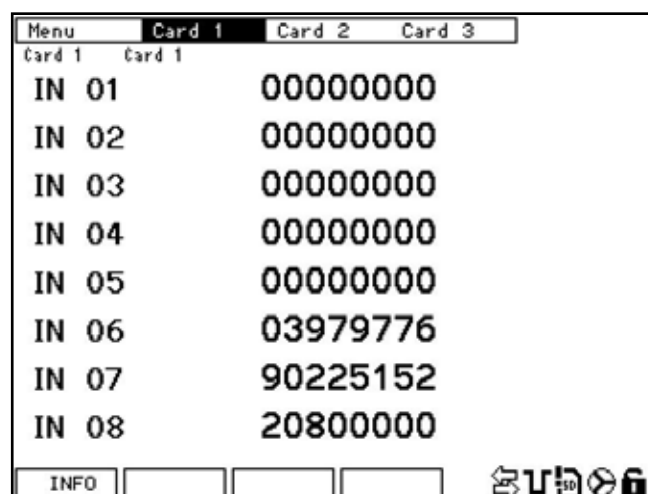 Menu Card 1 Card 2 Card 3
Card 1 Card 1
IN 01 00000000
IN 02 00000000
IN 03 00000000
IN 04 00000000
IN 05 00000000
IN 06 03979776
IN 07 90225152
IN 08 20800000
INFO SD